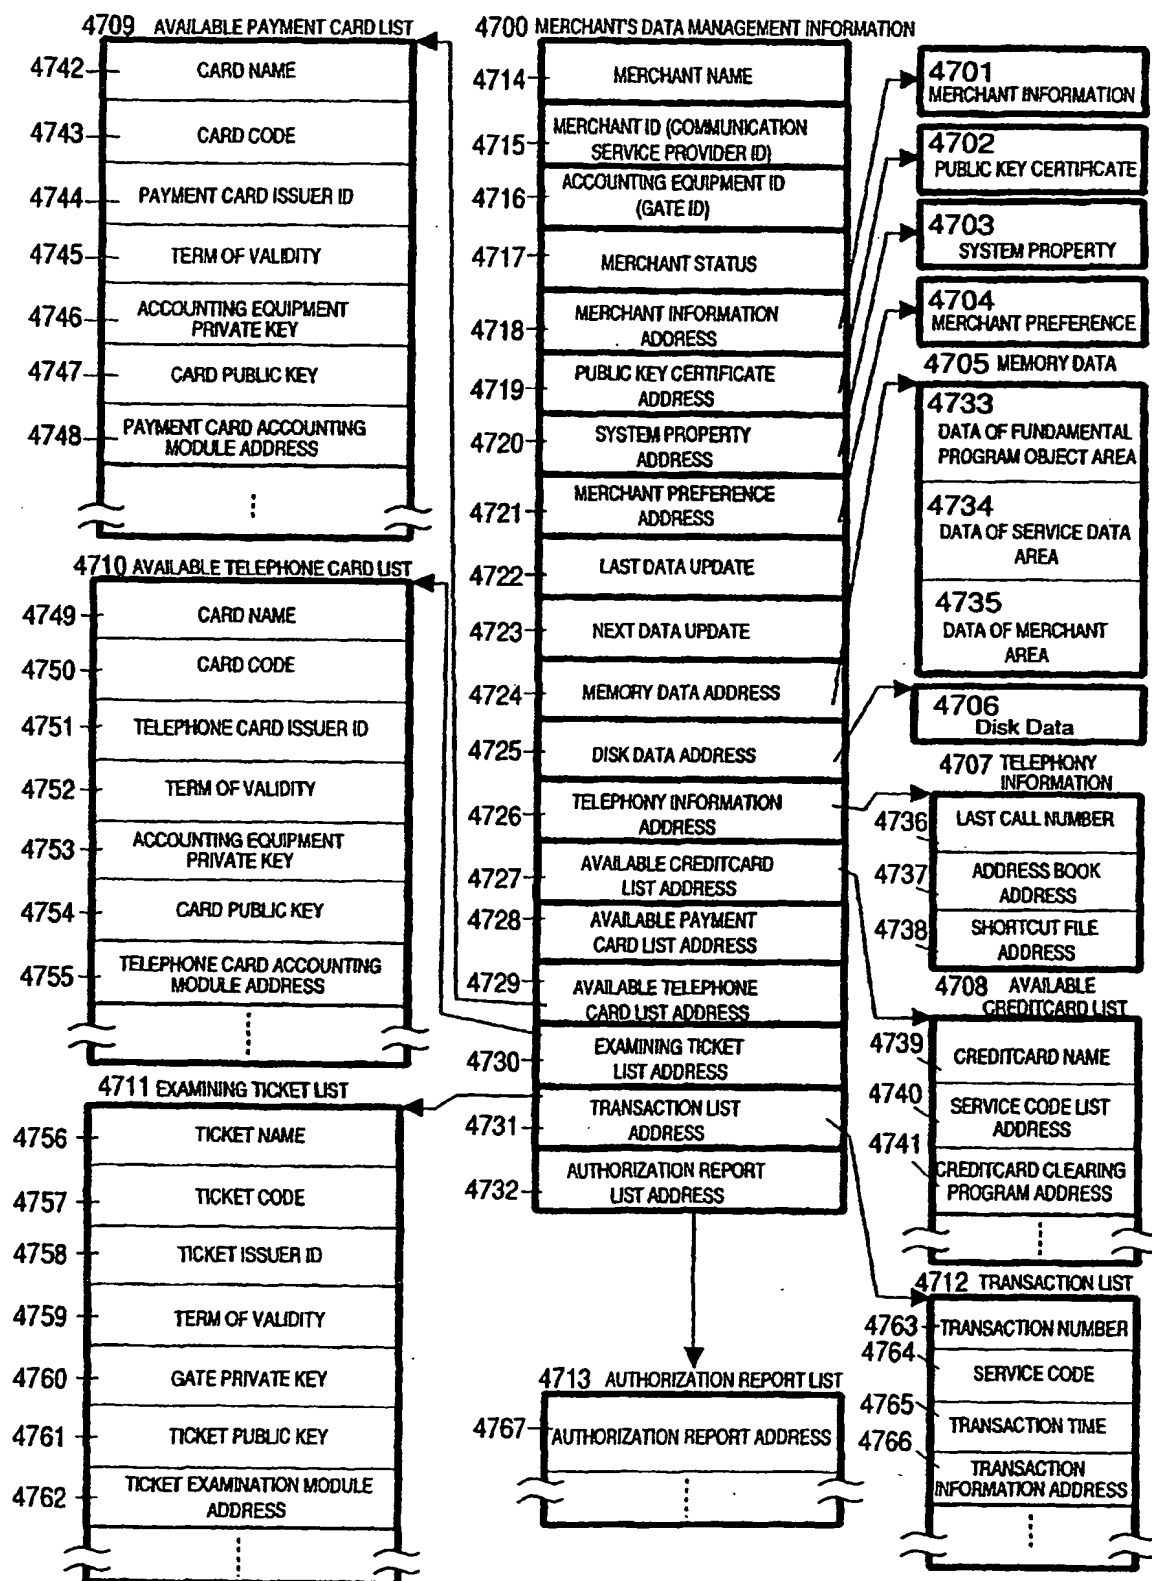 4709 AVAILABLE PAYMENT CARD LIST
4742 CARD NAME
4743 CARD CODE
4744 PAYMENT CARD ISSUER ID
4745 TERM OF VALIDITY
4746 ACCOUNTING EQUIPMENT
PRIVATE KEY
4747 CARD PUBLIC KEY
4748 PAYMENT CARD ACCOUNTING
MODULE ADDRESS
4710 AVAILABLE TELEPHONE CARD LIST
4749 CARD NAME
4750 CARD CODE
4751 TELEPHONE CARD ISSUER ID
4752 TERM OF VALIDITY
4753 ACCOUNTING EQUIPMENT
PRIVATE KEY
4754 CARD PUBLIC KEY
4755 TELEPHONE CARD ACCOUNTING
MODULE ADDRESS
4711 EXAMINING TICKET LIST
4756 TICKET NAME
4757 TICKET CODE
4758 TICKET ISSUER ID
4759 TERM OF VALIDITY
4760 GATE PRIVATE KEY
4761 TICKET PUBLIC KEY
4762 TICKET EXAMINATION MODULE
ADDRESS
4700 MERCHANT'S DATA MANAGEMENT INFORMATION
4714 MERCHANT NAME
4715 MERCHANT ID (COMMUNICATION
SERVICE PROVIDER ID)
4716 ACCOUNTING EQUIPMENT ID
(GATE ID)
4717 MERCHANT STATUS
4718 MERCHANT INFORMATION
ADDRESS
4719 PUBLIC KEY CERTIFICATE
ADDRESS
4720 SYSTEM PROPERTY
ADDRESS
4721 MERCHANT PREFERENCE
ADDRESS
4722 LAST DATA UPDATE
4723 NEXT DATA UPDATE
4724 MEMORY DATA ADDRESS
4725 DISK DATA ADDRESS
4726 TELEPHONY INFORMATION
ADDRESS
4727 AVAILABLE CREDITCARD
LIST ADDRESS
4728 AVAILABLE PAYMENT
CARD LIST ADDRESS
4729 AVAILABLE TELEPHONE
CARD LIST ADDRESS
4730 EXAMINING TICKET
LIST ADDRESS
4731 TRANSACTION LIST
ADDRESS
4732 AUTHORIZATION REPORT
LIST ADDRESS
4713 AUTHORIZATION REPORT LIST
4767 AUTHORIZATION REPORT ADDRESS
4701
MERCHANT INFORMATION
4702
PUBLIC KEY CERTIFICATE
4703
SYSTEM PROPERTY
4704
MERCHANT PREFERENCE
4705 MEMORY DATA
4733
DATA OF FUNDAMENTAL
PROGRAM OBJECT AREA
4734
DATA OF SERVICE DATA
AREA
4735
DATA OF MERCHANT
AREA
4706
Disk Data
4707 TELEPHONY
INFORMATION
4736 LAST CALL NUMBER
4737 ADDRESS BOOK
ADDRESS
4738 SHORTCUT FILE
ADDRESS
4708 AVAILABLE
CREDITCARD LIST
4739 CREDITCARD NAME
4740 SERVICE CODE LIST
ADDRESS
4741 CREDITCARD CLEARING
PROGRAM ADDRESS
4712 TRANSACTION LIST
4763 TRANSACTION NUMBER
4764 SERVICE CODE
4765 TRANSACTION TIME
4766 TRANSACTION
INFORMATION ADDRESS